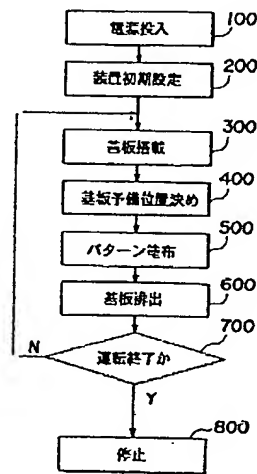 電源投入 100
装置初期設定 200
基板搭載 300
基板予備位置決め 400
パターン塗布 500
基板排出 600
運転終了か 700
N
Y
停止 800